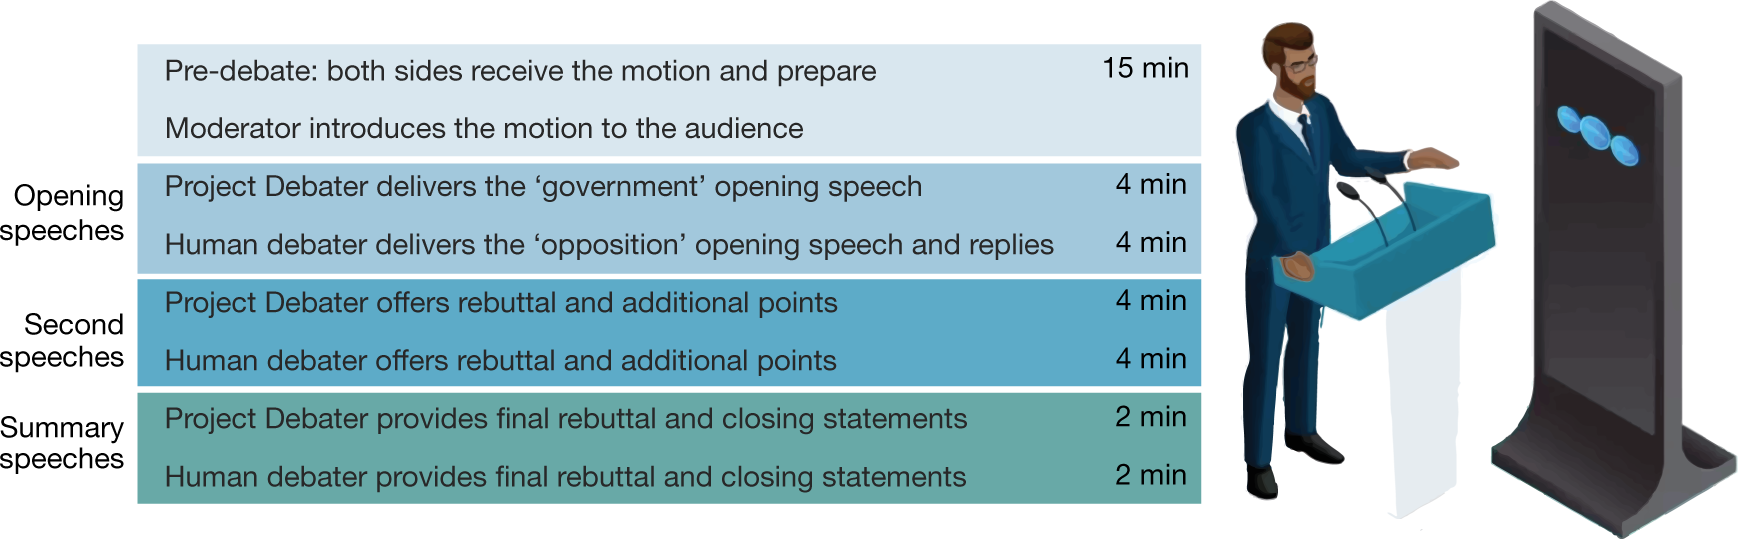 Pre-debate: both sides receive the motion and prepare 15 min
Moderator introduces the motion to the audience
Opening
speeches
Project Debater delivers the ‘government’ opening speech 4 min
Human debater delivers the ‘opposition’ opening speech and replies 4 min
Second
speeches
Project Debater offers rebuttal and additional points 4 min
Human debater offers rebuttal and additional points 4 min
Summary
speeches
Project Debater provides final rebuttal and closing statements 2 min
Human debater provides final rebuttal and closing statements 2 min